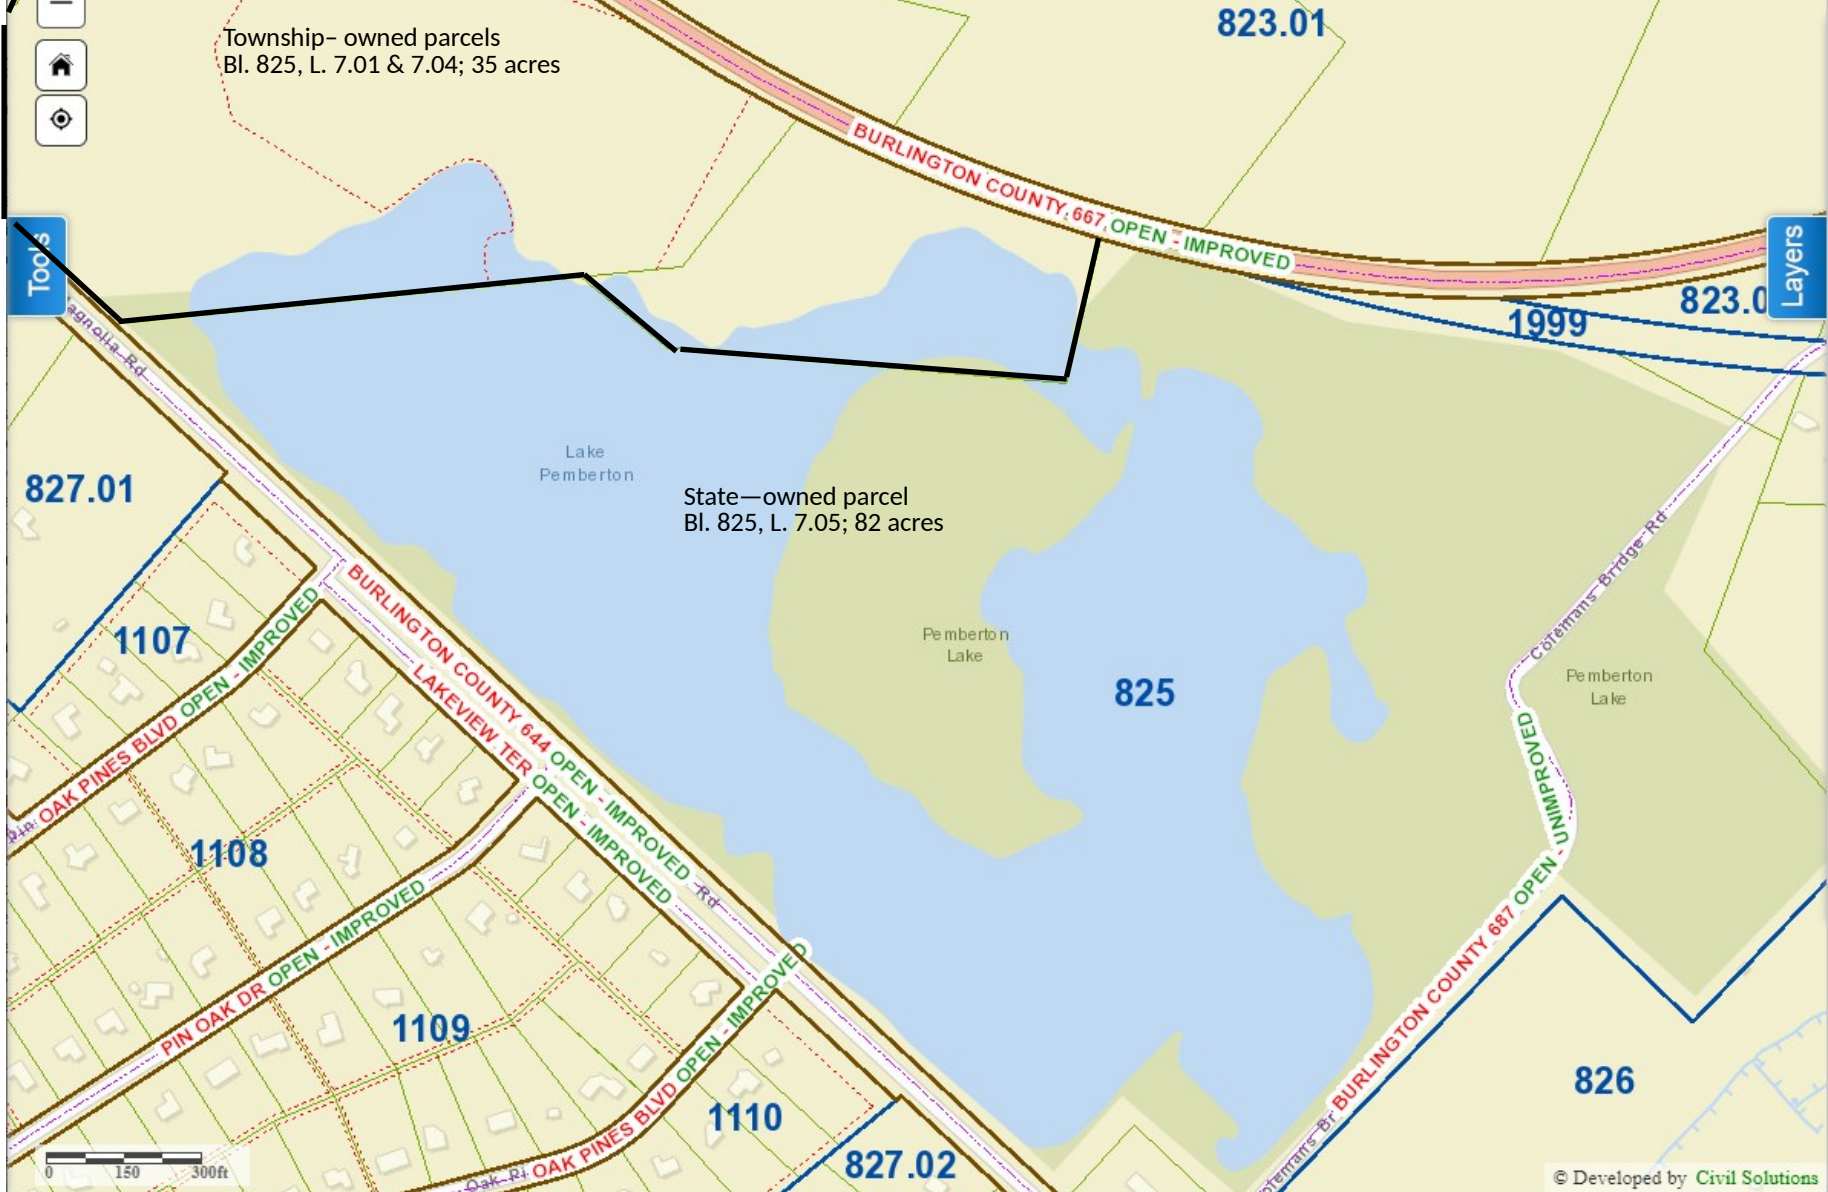 Township– owned parcels
Bl. 825, L. 7.01 & 7.04; 35 acres
823.01
BURLINGTON COUNTY 667 OPEN - IMPROVED
Tools
Layers
823.0
1999
agnolia Rd
Lake
Pemberton
State—owned parcel
Bl. 825, L. 7.05; 82 acres
827.01
1107
Pemberton
Lake
825
Colemans Bridge Rd
Pemberton
Lake
OAK PINES BLVD OPEN - IMPROVED
BURLINGTON COUNTY 644 OPEN - IMPROVED
Rd
LAKEVIEW TER OPEN - IMPROVED
1108
PIN OAK DR OPEN - IMPROVED
1109
BURLINGTON COUNTY 687 OPEN - UNIMPROVED
OAK PINES BLVD OPEN - IMPROVED
1110
827.02
826
olemans Br
0 150 300ft
© Developed by Civil Solutions